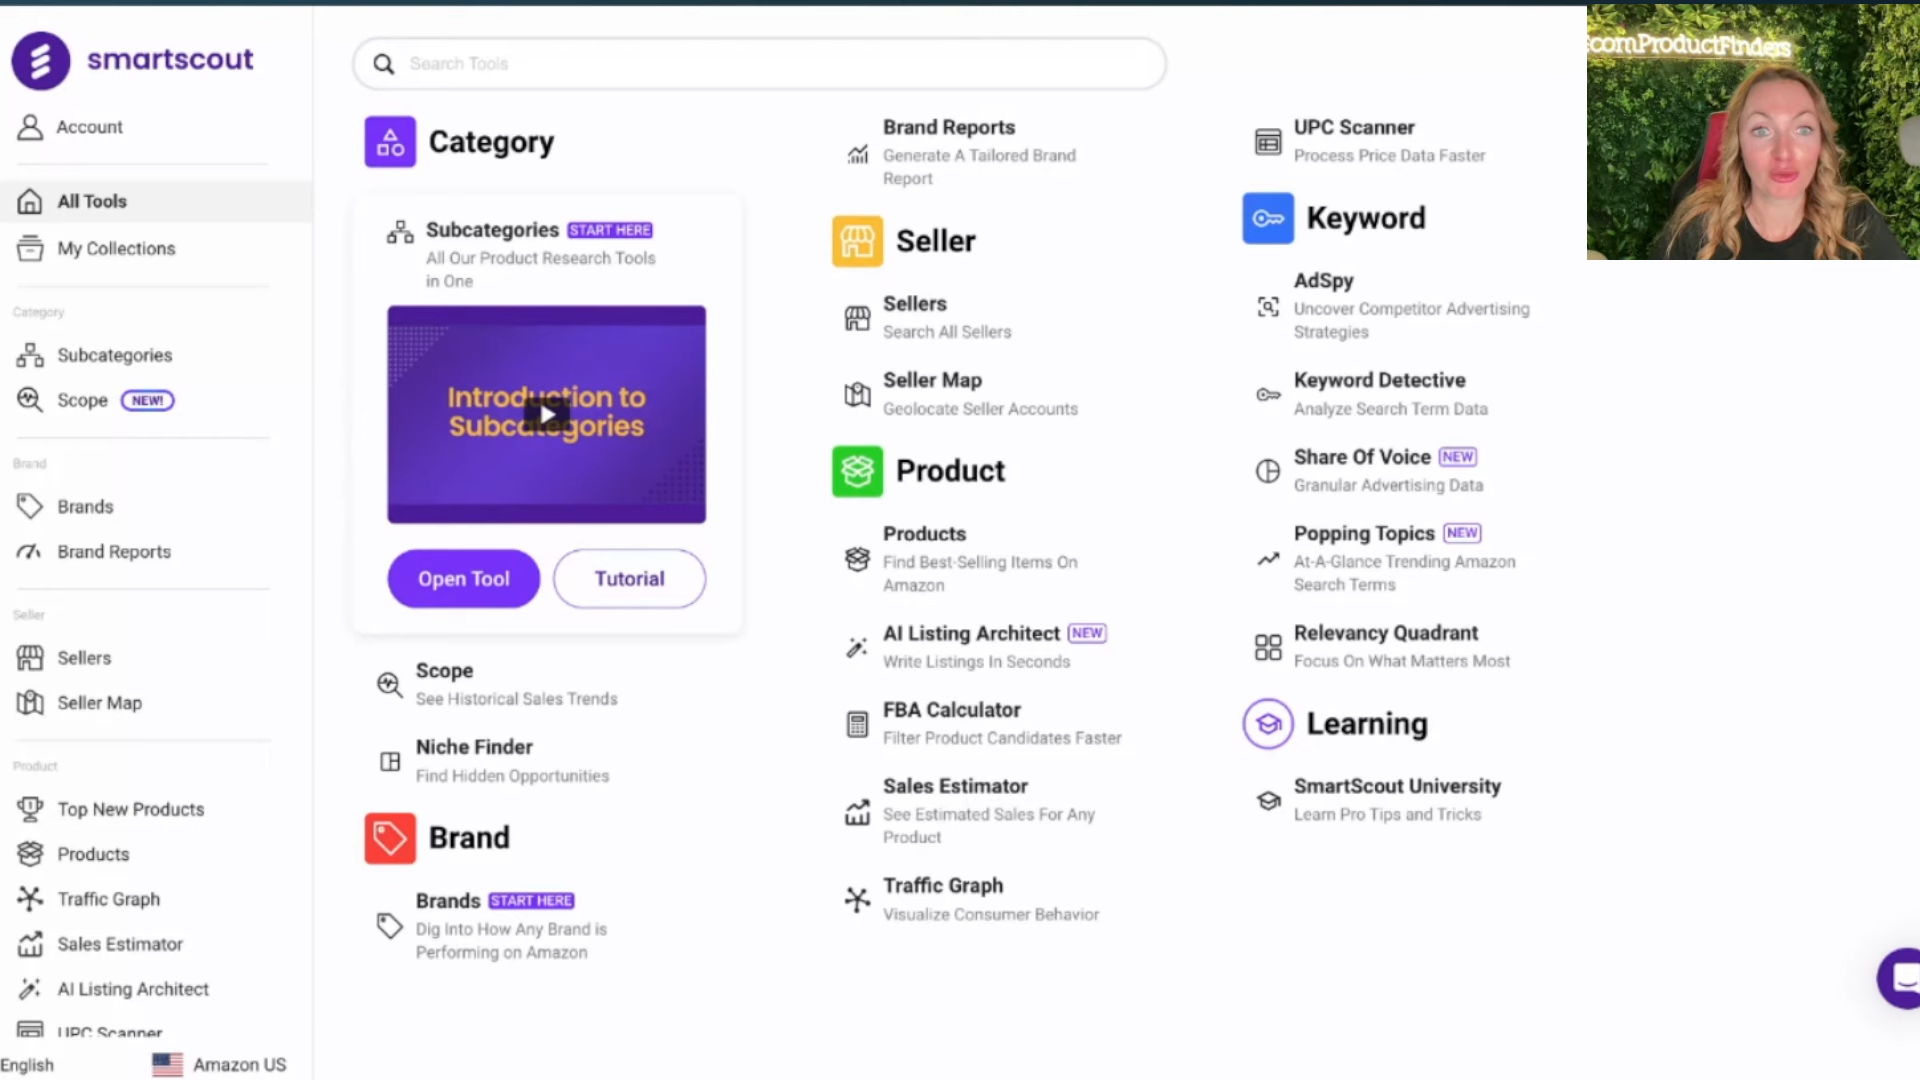 smartscout
Account
All Tools
My Collections
Category
Subcategories
Scope NEW!
Brand
Brands
Brand Reports
Seller
Sellers
Seller Map
Product
Top New Products
Products
Traffic Graph
Sales Estimator
AI Listing Architect
UPC Scanner
English
Amazon US
Search Tools
Category
Subcategories START HERE
All Our Product Research Tools
in One
Introduction to
Subcategories
Open Tool
Tutorial
Scope
See Historical Sales Trends
Niche Finder
Find Hidden Opportunities
Brand
Brands START HERE
Dig Into How Any Brand is
Performing on Amazon
Brand Reports
Generate A Tailored Brand
Report
Seller
Sellers
Search All Sellers
Seller Map
Geolocate Seller Accounts
Product
Products
Find Best-Selling Items On
Amazon
AI Listing Architect NEW
Write Listings In Seconds
FBA Calculator
Filter Product Candidates Faster
Sales Estimator
See Estimated Sales For Any
Product
Traffic Graph
Visualize Consumer Behavior
UPC Scanner
Process Price Data Faster
Keyword
AdSpy
Uncover Competitor Advertising
Strategies
Keyword Detective
Analyze Search Term Data
Share Of Voice NEW
Granular Advertising Data
Popping Topics NEW
At-A-Glance Trending Amazon
Search Terms
Relevancy Quadrant
Focus On What Matters Most
Learning
SmartScout University
Learn Pro Tips and Tricks
comProductFinders